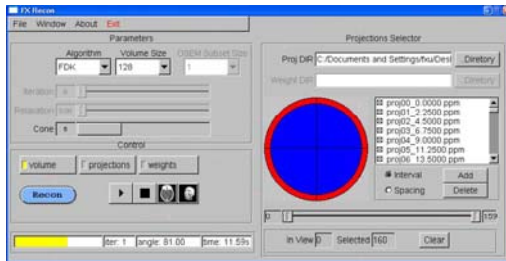 FX Recon
File Window About Exit
Parameters
Algorithm Volume Size OSEM Subset Size
FDK 128 1
Iteration
Relaxation
Cone
Control
volume projections weights
Recon
iter: 1 angle: 81.00 time: 11.59s
Projections Selector
Proj DIR C:/Documents and Settings/fxu/Desl ..Diretory
Weight DIR ..Diretory
proj00_0.0000.ppm
proj01_2.2500.ppm
proj02_4.5000.ppm
proj03_6.7500.ppm
proj04_9.0000.ppm
proj05_11.2500.ppm
proj06_13.5000.ppm
Interval Add
Spacing Delete
0 159
In View 0 Selected 160 Clear